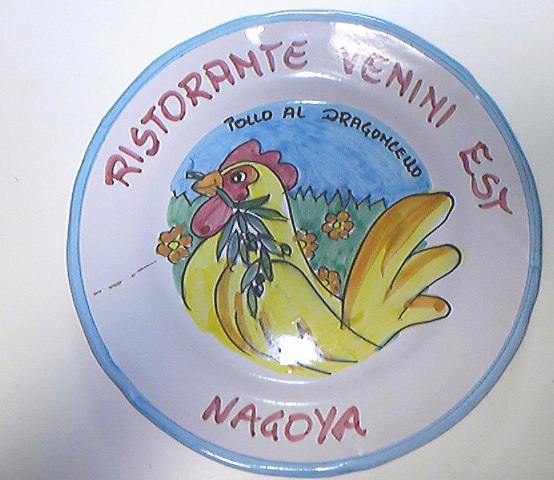 RISTORANTE VENINI EST
POLLO AL DRAGONCELLO
NAGOYA